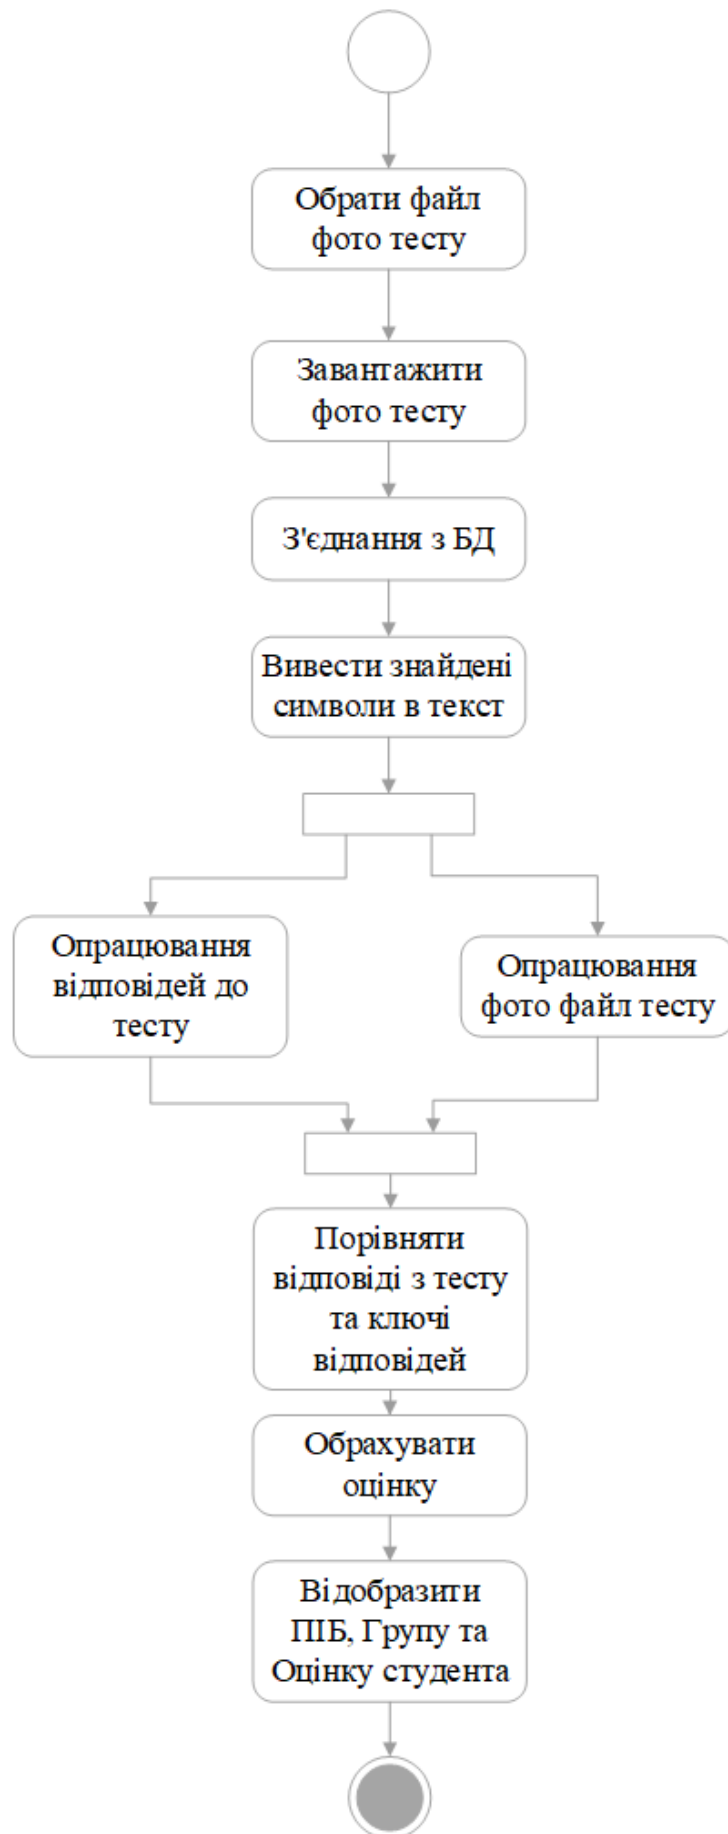 Обрати файл
фото тесту
Завантажити
фото тесту
З'єднання з БД
Вивести знайдені
символи в текст
Опрацювання
відповідей до
тесту
Опрацювання
фото файл тесту
Порівняти
відповіді з тесту
та ключі
відповідей
Обрахувати
оцінку
Відобразити
ПІБ, Групу та
Оцінку студента